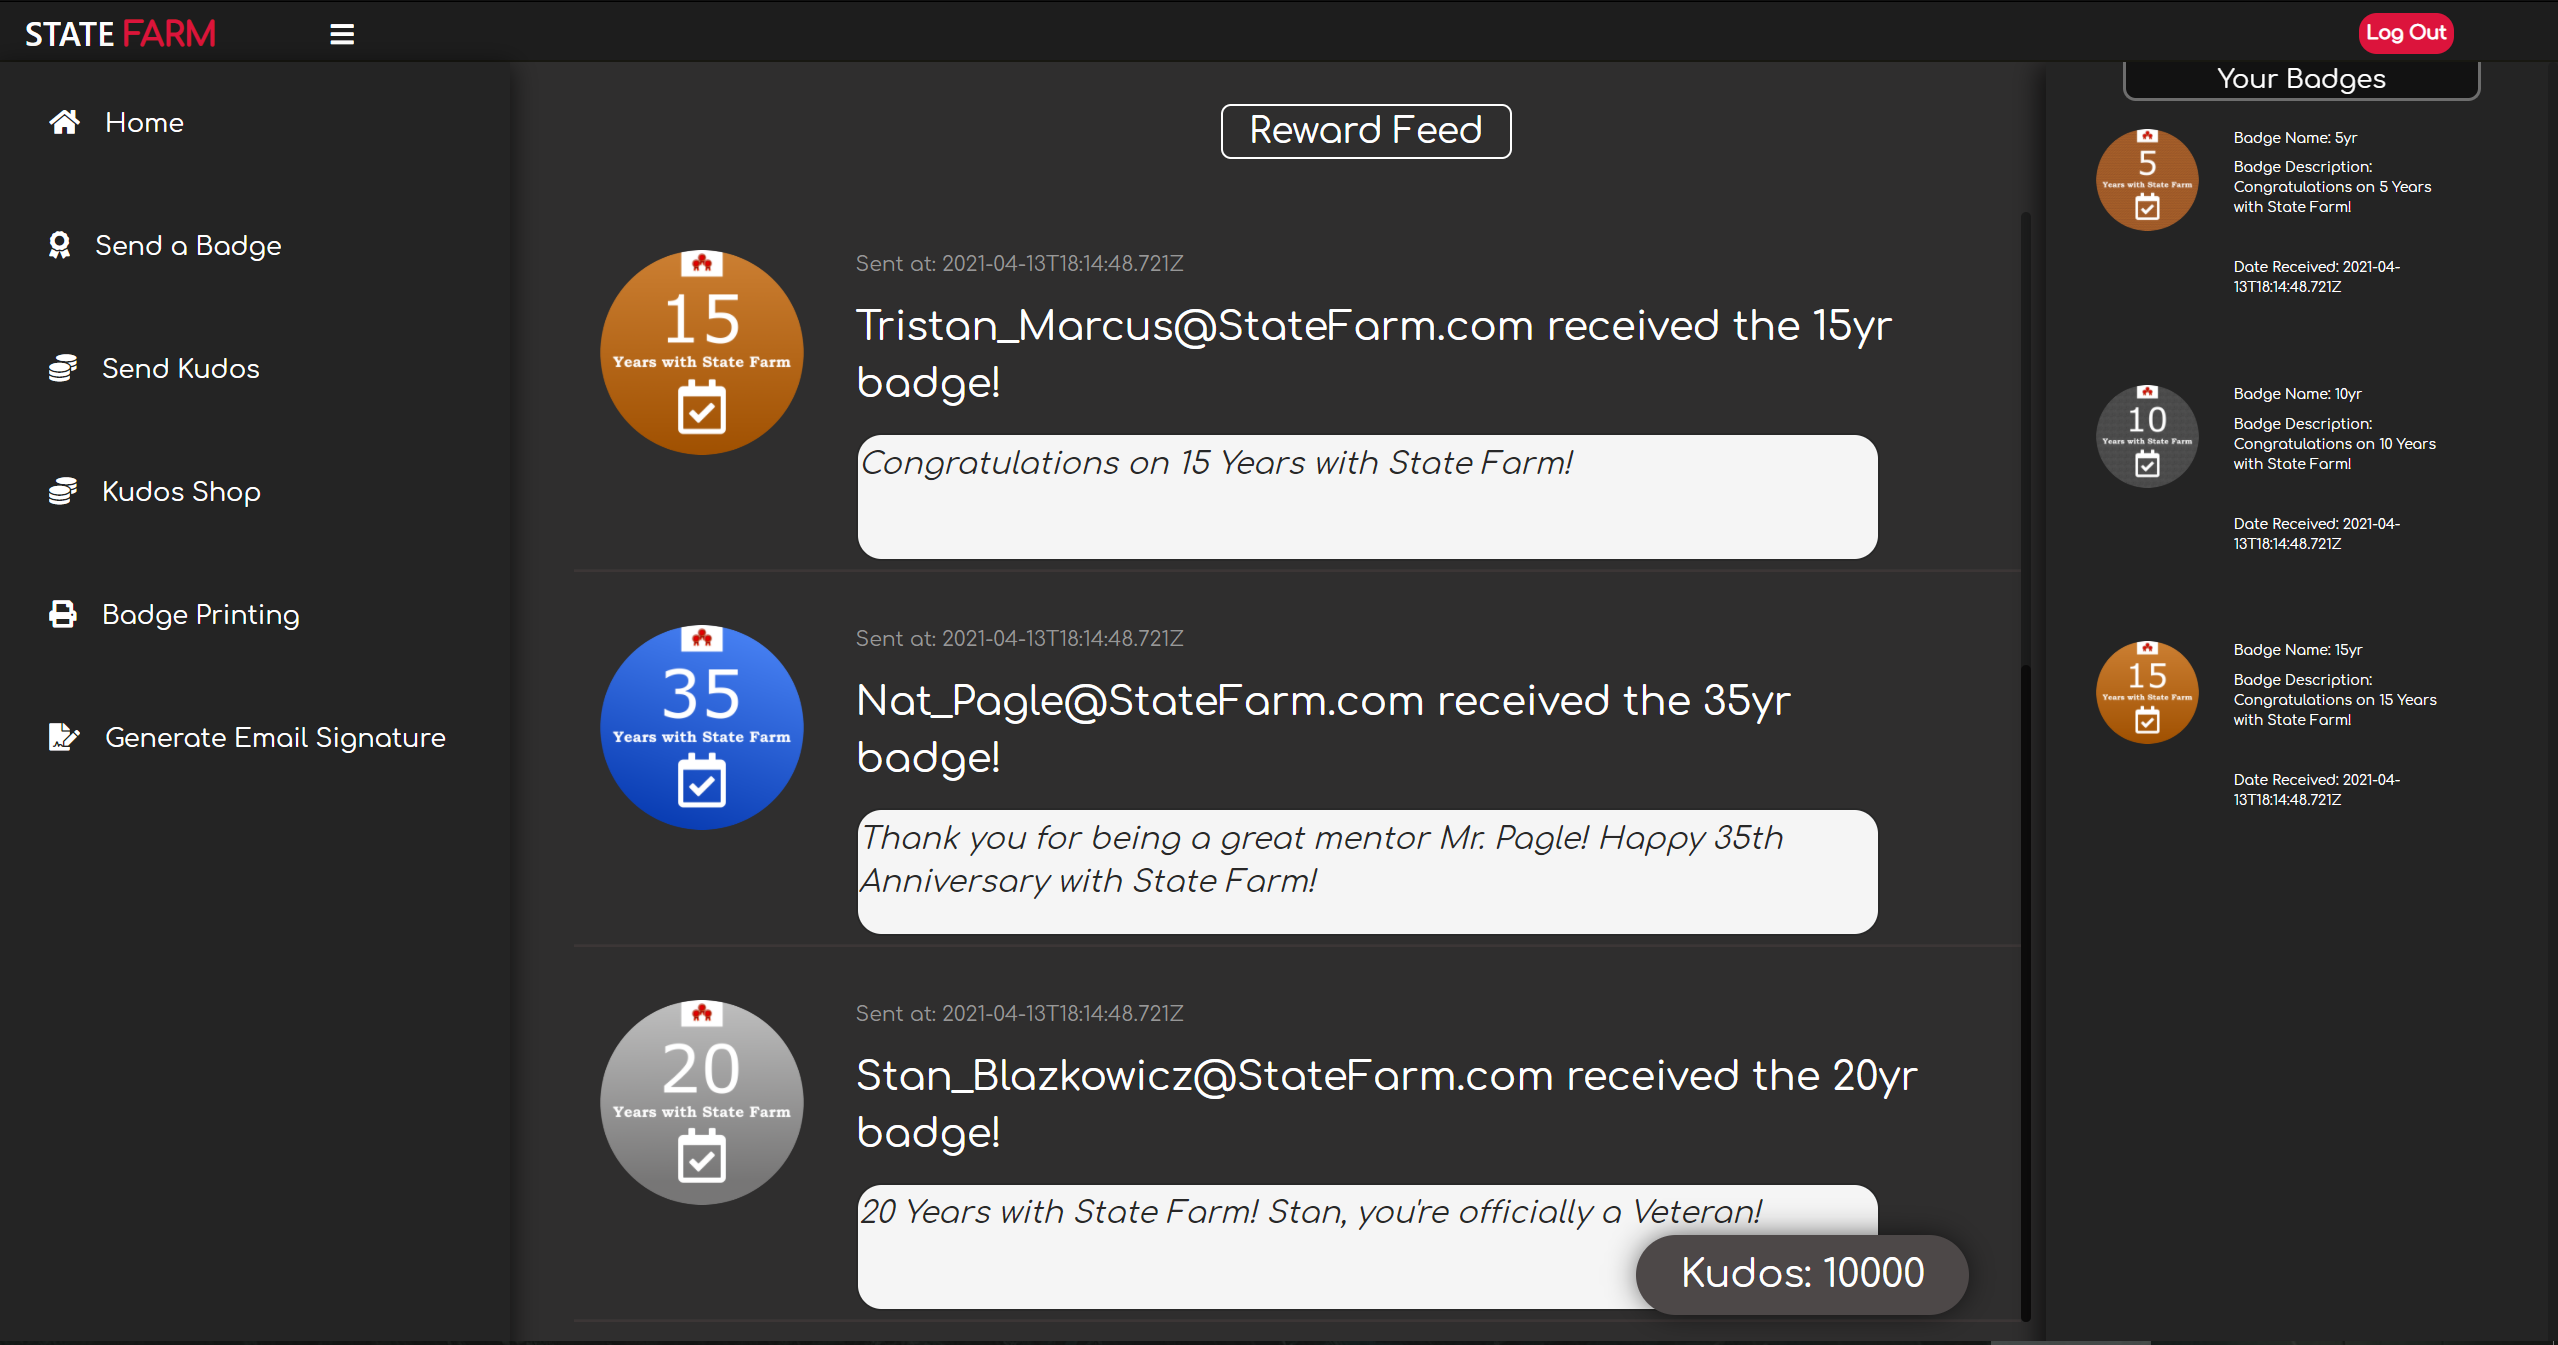 STATE FARM
Log Out
Home
Send a Badge
Send Kudos
Kudos Shop
Badge Printing
Generate Email Signature
Reward Feed
15
Years with State Farm
Sent at: 2021-04-13T18:14:48.721Z
Tristan_Marcus@StateFarm.com received the 15yr
badge!
Congratulations on 15 Years with State Farm!
35
Years with State Farm
Sent at: 2021-04-13T18:14:48.721Z
Nat_Pagle@StateFarm.com received the 35yr
badge!
Thank you for being a great mentor Mr. Pagle! Happy 35th
Anniversary with State Farm!
20
Years with State Farm
Sent at: 2021-04-13T18:14:48.721Z
Stan_Blazkowicz@StateFarm.com received the 20yr
badge!
20 Years with State Farm! Stan, you're officially a Veteran!
Kudos: 10000
Your Badges
5
Years with State Farm
Badge Name: 5yr
Badge Description:
Congratulations on 5 Years
with State Farm!
Date Received: 2021-04-
13T18:14:48.721Z
10
Years with State Farm
Badge Name: 10yr
Badge Description:
Congratulations on 10 Years
with State Farm!
Date Received: 2021-04-
13T18:14:48.721Z
15
Years with State Farm
Badge Name: 15yr
Badge Description:
Congratulations on 15 Years
with State Farm!
Date Received: 2021-04-
13T18:14:48.721Z